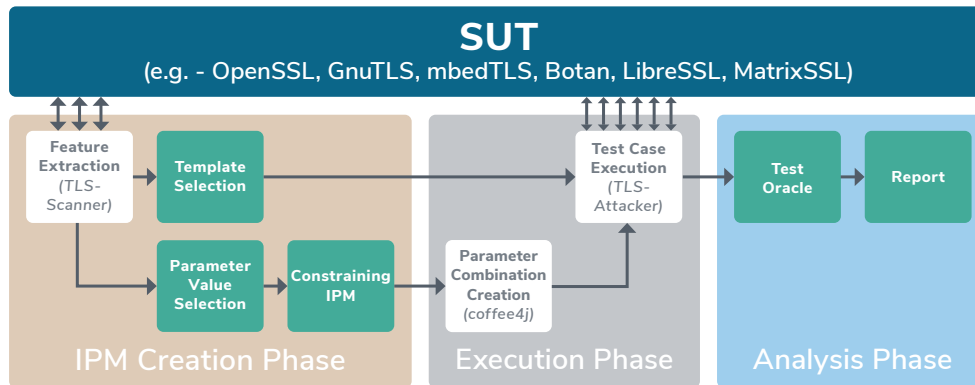 SUT
(e.g. - OpenSSL, GnuTLS, mbedTLS, Botan, LibreSSL, MatrixSSL)
Feature
Extraction
(TLS-
Scanner)
Template
Selection
Parameter
Value
Selection
Constraining
IPM
IPM Creation Phase
Test Case
Execution
(TLS-
Attacker)
Parameter
Combination
Creation
(coffee4j)
Execution Phase
Test
Oracle
Report
Analysis Phase